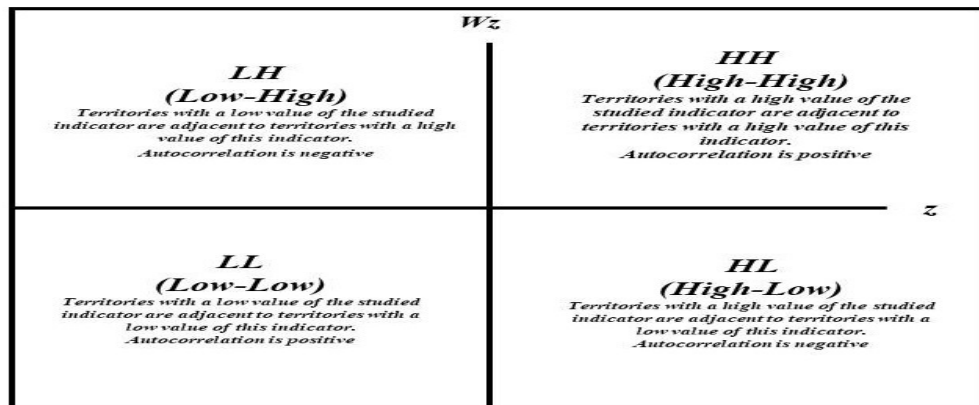 Wz
LH
(Low-High)
Territories with a low value of the studied
indicator are adjacent to territories with a high
value of this indicator.
Autocorrelation is negative
HH
(High-High)
Territories with a high value of the
studied indicator are adjacent to
territories with a high value of this
indicator.
Autocorrelation is positive
z
LL
(Low-Low)
Territories with a low value of the studied
indicator are adjacent to territories with a
low value of this indicator.
Autocorrelation is positive
HL
(High-Low)
Territories with a high value of the studied
indicator are adjacent to territories with a
low value of this indicator.
Autocorrelation is negative